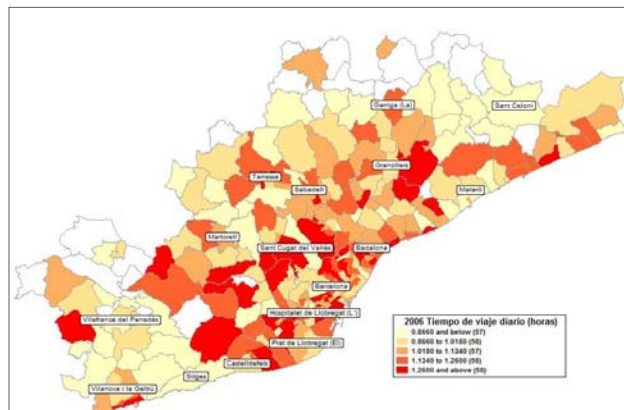 Garriga (La)
Sant Celoni
Granollers
Terrassa
Sabadell
Mataró
Martorell
Sant Cugat del Vallès
Badalona
Barcelona
Vilafranca del Penedès
Hospitalet de Llobregat (L')
Prat de Llobregat (El)
Castelldefels
Sitges
Vilanova i la Geltrú
2006 Tiempo de viaje diario (horas)
0.8660 and below (57)
0.8660 to 1.0180 (58)
1.0180 to 1.1340 (57)
1.1340 to 1.2600 (58)
1.2600 and above (58)